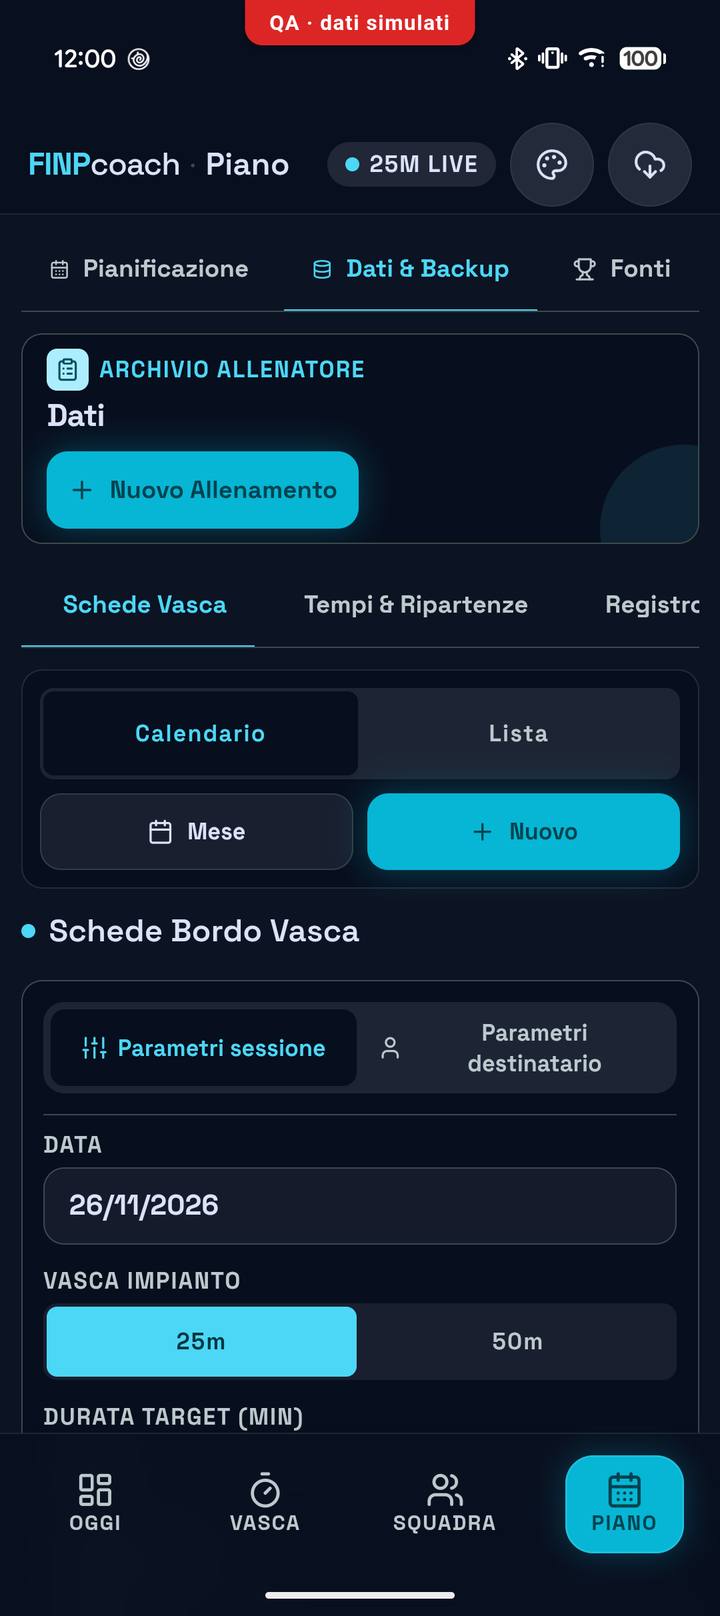 QA · dati simulati
12:00
100
FINPcoach · Piano
25M LIVE
Pianificazione
Dati & Backup
Fonti
ARCHIVIO ALLENATORE
Dati
+ Nuovo Allenamento
Schede Vasca
Tempi & Ripartenze
Registro
Calendario
Lista
Mese
+ Nuovo
Schede Bordo Vasca
Parametri sessione
Parametri
destinatario
DATA
26/11/2026
VASCA IMPIANTO
25m
50m
DURATA TARGET (MIN)
OGGI
VASCA
SQUADRA
PIANO